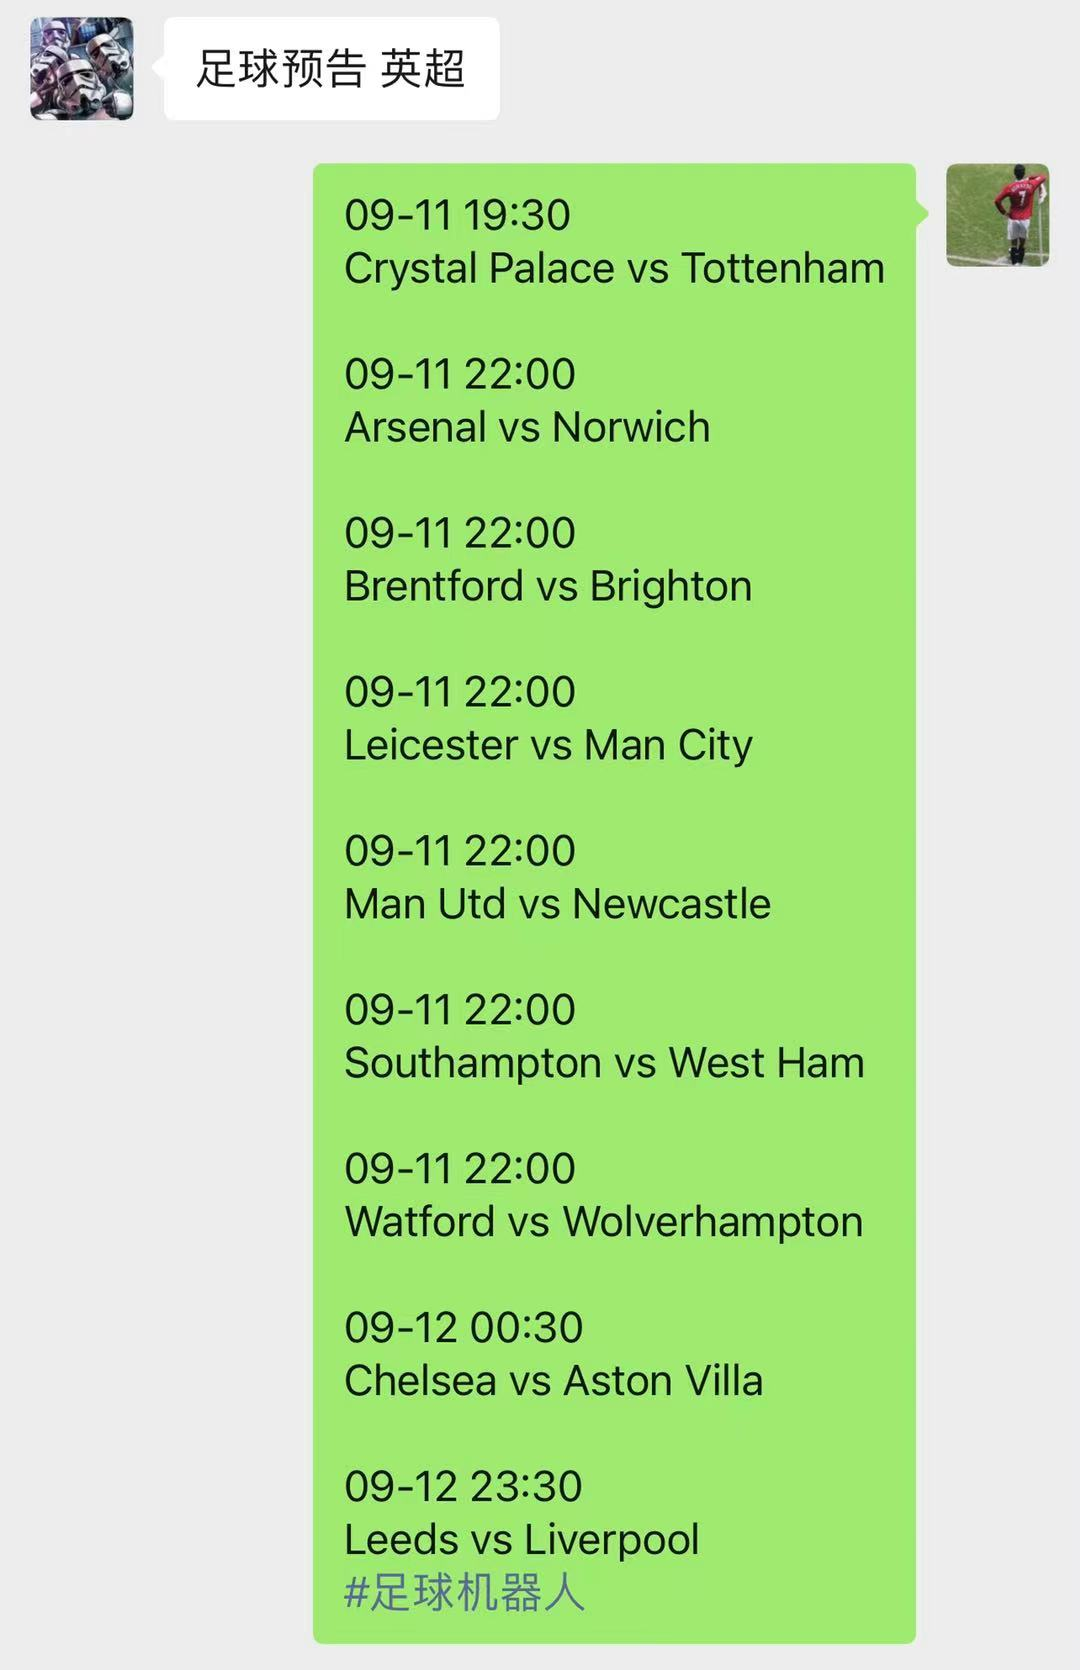 足球预告 英超
09-11 19:30
Crystal Palace vs Tottenham
09-11 22:00
Arsenal vs Norwich
09-11 22:00
Brentford vs Brighton
09-11 22:00
Leicester vs Man City
09-11 22:00
Man Utd vs Newcastle
09-11 22:00
Southampton vs West Ham
09-11 22:00
Watford vs Wolverhampton
09-12 00:30
Chelsea vs Aston Villa
09-12 23:30
Leeds vs Liverpool
#足球机器人